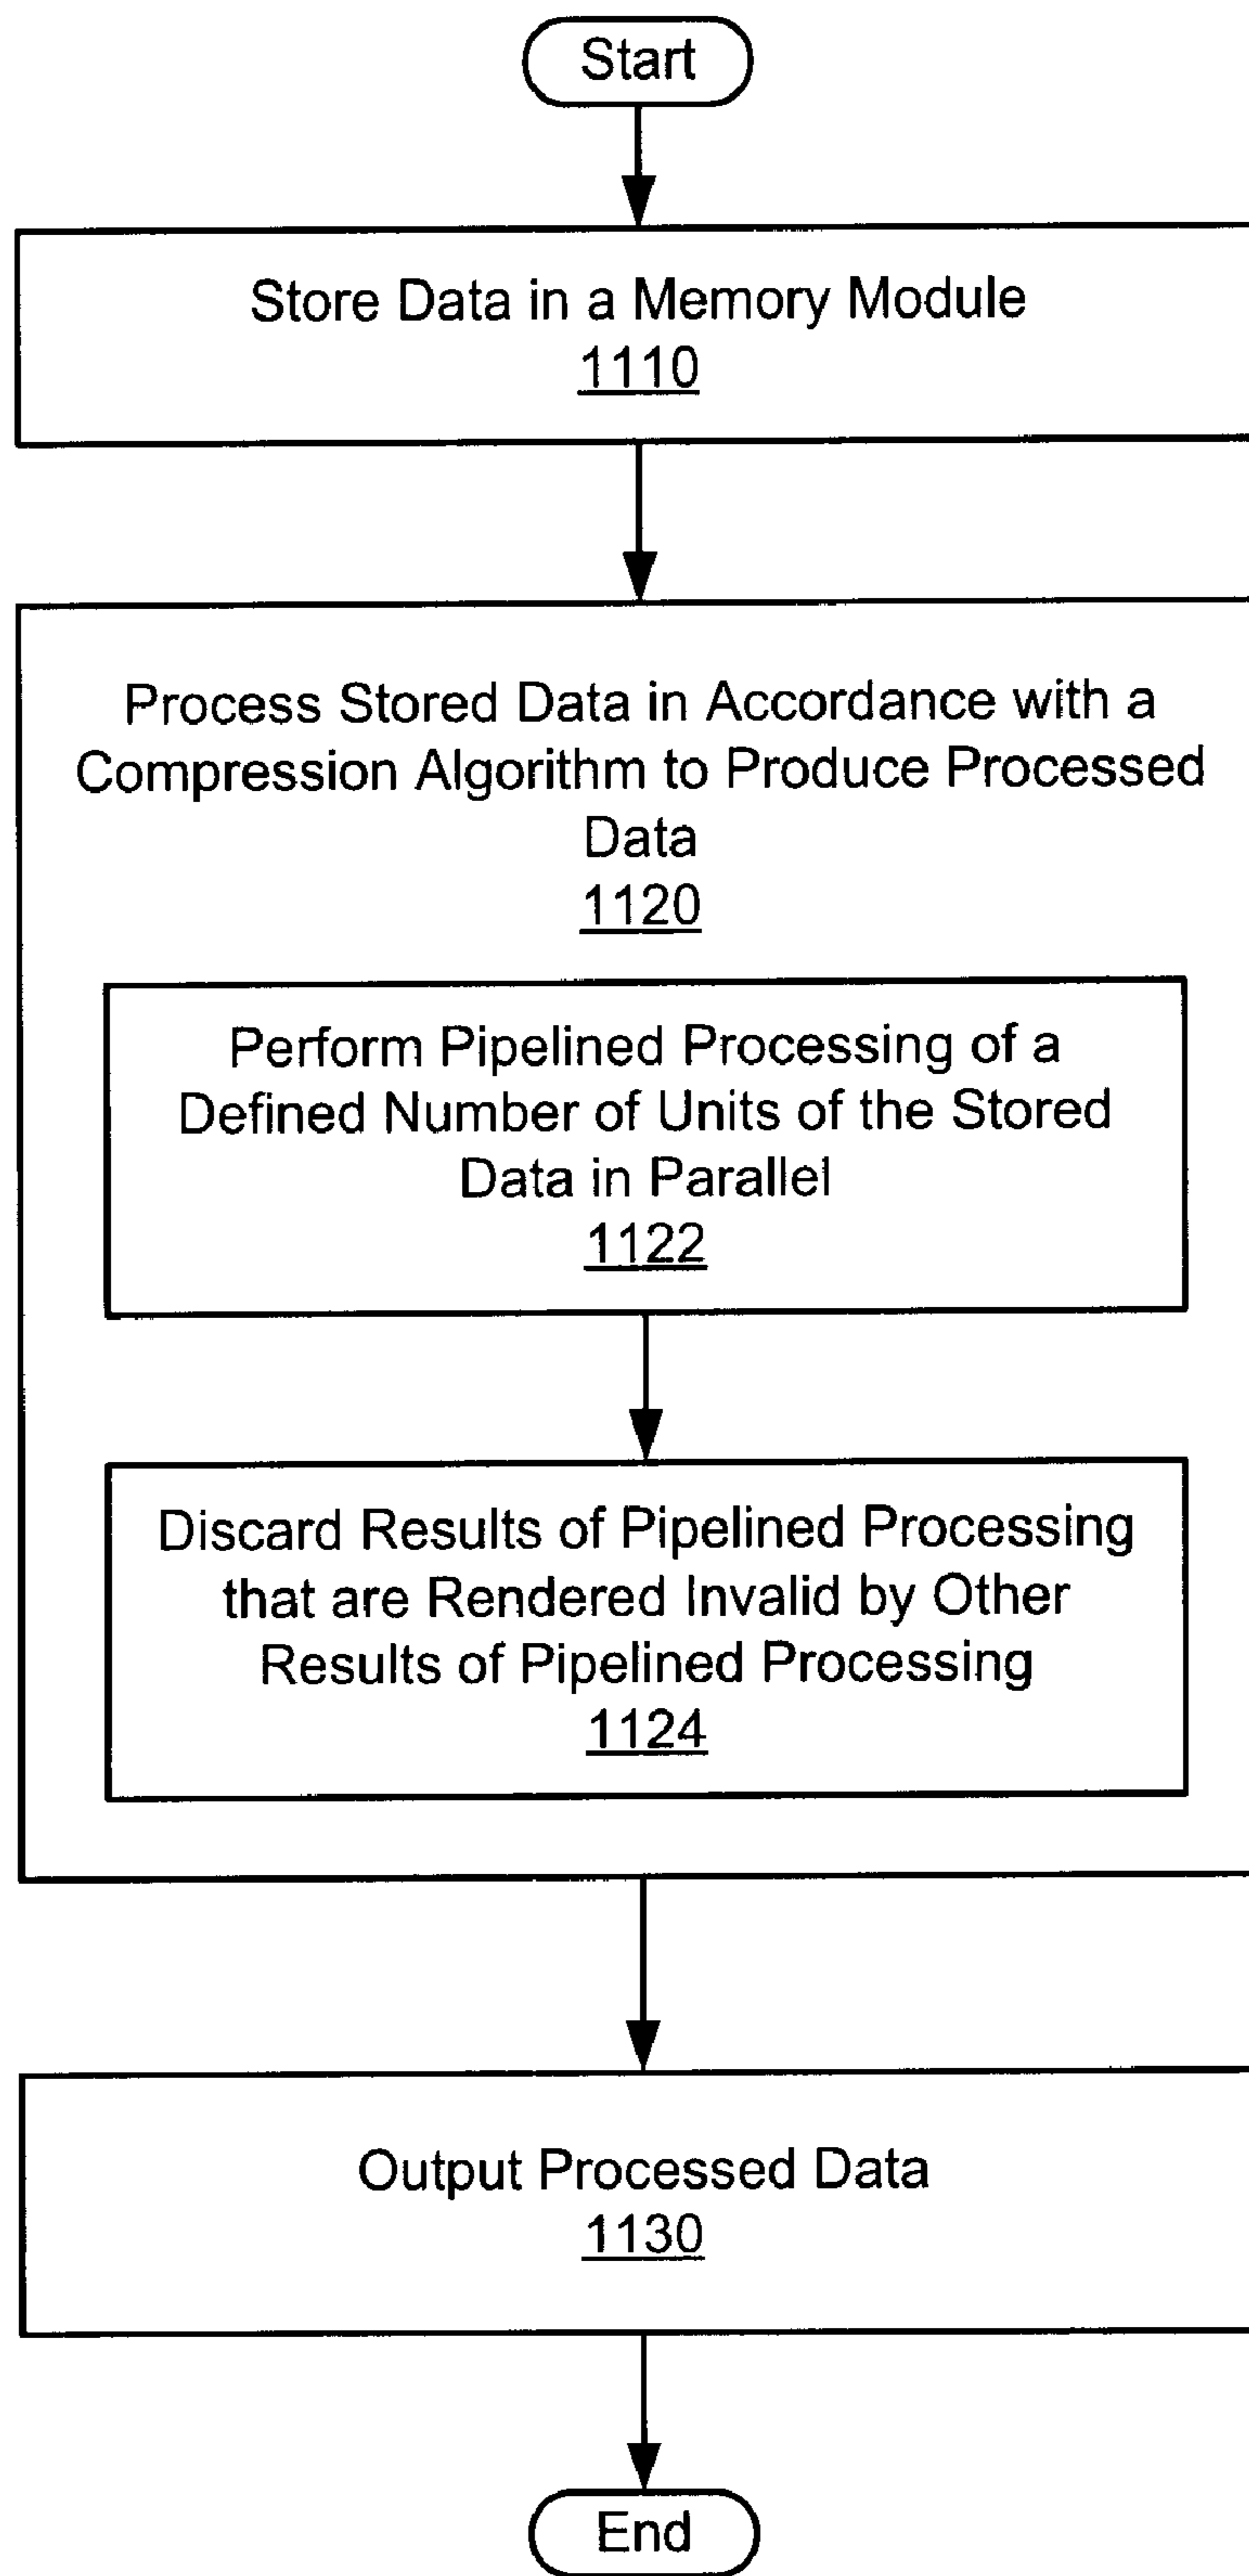 Start
Store Data in a Memory Module
1110
Process Stored Data in Accordance with a
Compression Algorithm to Produce Processed
Data
1120
Perform Pipelined Processing of a
Defined Number of Units of the Stored
Data in Parallel
1122
Discard Results of Pipelined Processing
that are Rendered Invalid by Other
Results of Pipelined Processing
1124
Output Processed Data
1130
End